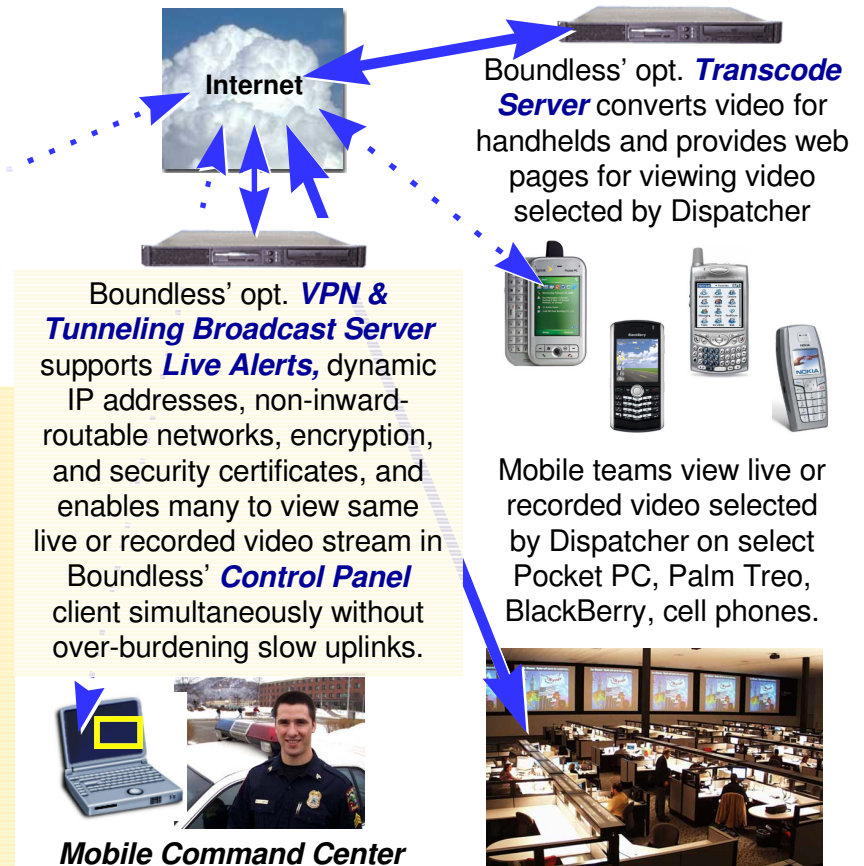 Internet
Boundless’ opt. Transcode
Server converts video for
handhelds and provides web
pages for viewing video
selected by Dispatcher
Boundless’ opt. VPN &
Tunneling Broadcast Server
supports Live Alerts, dynamic
IP addresses, non-inward-
routable networks, encryption,
and security certificates, and
enables many to view same
live or recorded video stream in
Boundless’ Control Panel
client simultaneously without
over-burdening slow uplinks.
NOKIA
Mobile teams view live or
recorded video selected
by Dispatcher on select
Pocket PC, Palm Treo,
BlackBerry, cell phones.
Mobile Command Center